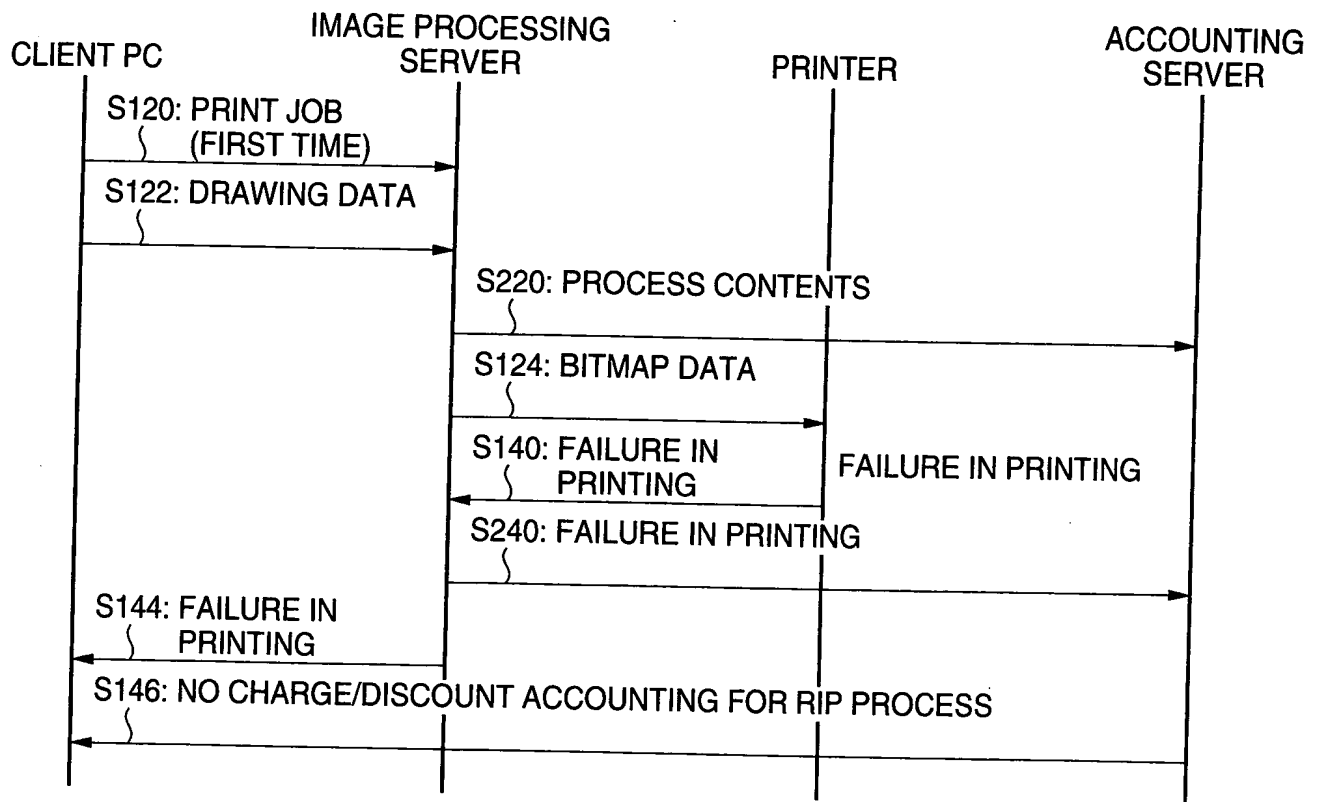 CLIENT PC
IMAGE PROCESSING
SERVER
PRINTER
ACCOUNTING
SERVER
S120: PRINT JOB
(FIRST TIME)
S122: DRAWING DATA
S220: PROCESS CONTENTS
S124: BITMAP DATA
S140: FAILURE IN
PRINTING
FAILURE IN PRINTING
S240: FAILURE IN PRINTING
S144: FAILURE IN
PRINTING
S146: NO CHARGE/DISCOUNT ACCOUNTING FOR RIP PROCESS